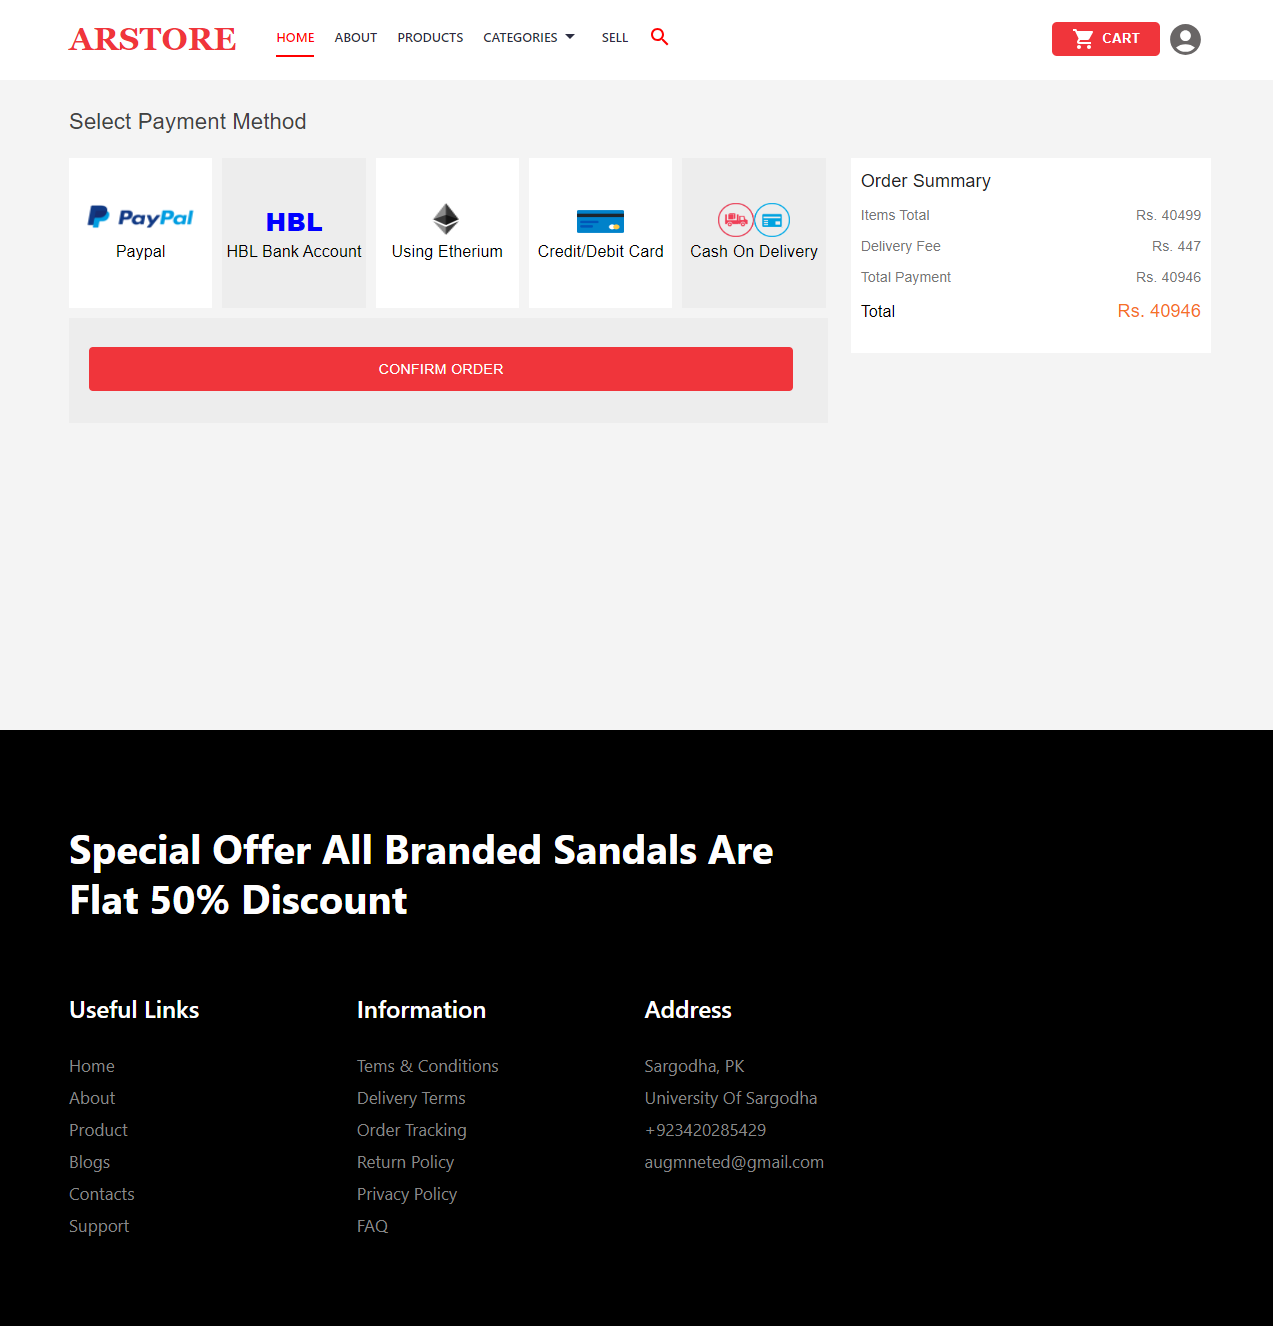 ARSTORE
HOME ABOUT PRODUCTS CATEGORIES SELL
CART
Select Payment Method
PayPal
Paypal
HBL
HBL Bank Account
Using Etherium
Credit/Debit Card
Cash On Delivery
CONFIRM ORDER
Order Summary
Items Total Rs. 40499
Delivery Fee Rs. 447
Total Payment Rs. 40946
Total Rs. 40946
Special Offer All Branded Sandals Are
Flat 50% Discount
Useful Links
Home
About
Product
Blogs
Contacts
Support
Information
Tems & Conditions
Delivery Terms
Order Tracking
Return Policy
Privacy Policy
FAQ
Address
Sargodha, PK
University Of Sargodha
+923420285429
augmneted@gmail.com